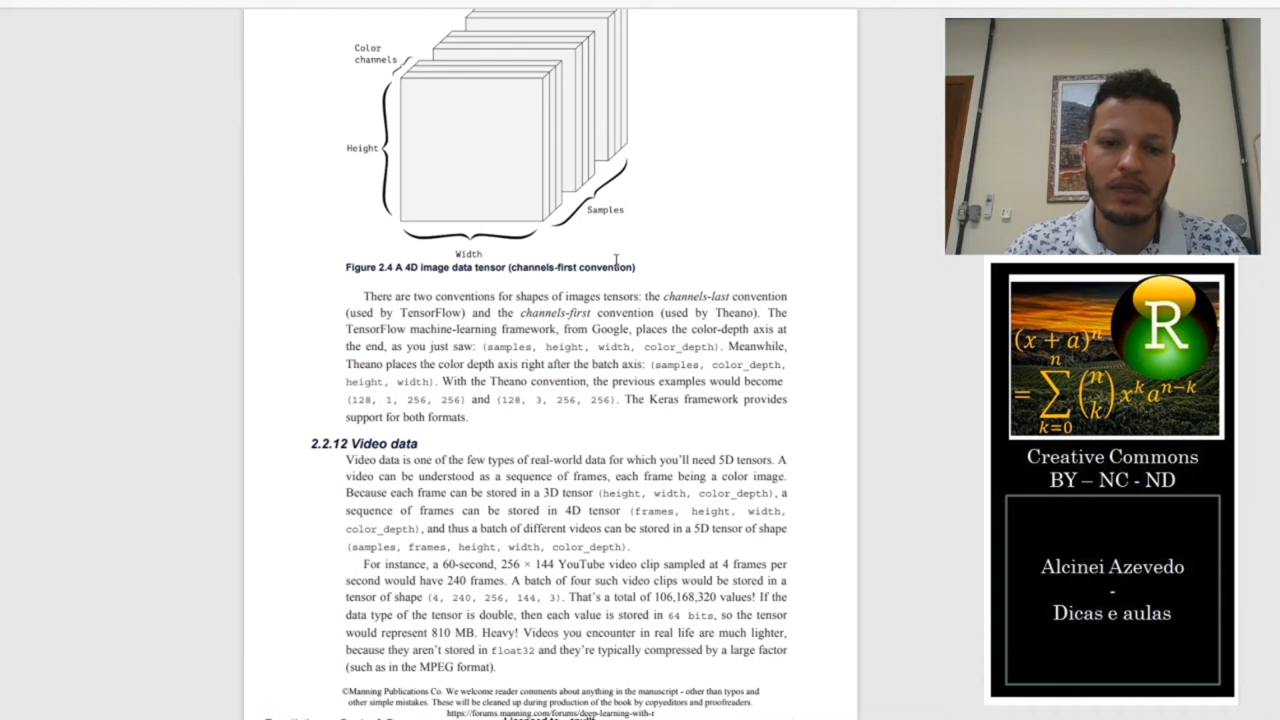 Color
channels
Height
Samples
Width
Figure 2.4 A 4D image data tensor (channels-first convention)
There are two conventions for shapes of images tensors: the channels-last convention
(used by TensorFlow) and the channels-first convention (used by Theano). The
TensorFlow machine-learning framework, from Google, places the color-depth axis at
the end, as you just saw: (samples, height, width, color_depth). Meanwhile,
Theano places the color depth axis right after the batch axis: (samples, color_depth,
height, width). With the Theano convention, the previous examples would become
(128, 1, 256, 256) and (128, 3, 256, 256). The Keras framework provides
support for both formats.
2.2.12 Video data
Video data is one of the few types of real-world data for which you’ll need 5D tensors. A
video can be understood as a sequence of frames, each frame being a color image.
Because each frame can be stored in a 3D tensor (height, width, color_depth), a
sequence of frames can be stored in 4D tensor (frames, height, width,
color_depth), and thus a batch of different videos can be stored in a 5D tensor of shape
(samples, frames, height, width, color_depth).
For instance, a 60-second, 256 × 144 YouTube video clip sampled at 4 frames per
second would have 240 frames. A batch of four such video clips would be stored in a
tensor of shape (4, 240, 256, 144, 3). That’s a total of 106,168,320 values! If the
data type of the tensor is double, then each value is stored in 64 bits, so the tensor
would represent 810 MB. Heavy! Videos you encounter in real life are much lighter,
because they aren’t stored in float32 and they’re typically compressed by a large factor
(such as in the MPEG format).
©Manning Publications Co. We welcome reader comments about anything in the manuscript - other than typos and
other simple mistakes. These will be cleaned up during production of the book by copyeditors and proofreaders.
https://forums.manning.com/forums/deep-learning-with-r
R
(x + a)^n
= ∑_{k=0}^{n} (n k) x^k a^{n-k}
Creative Commons
BY – NC - ND
Alcinei Azevedo
-
Dicas e aulas